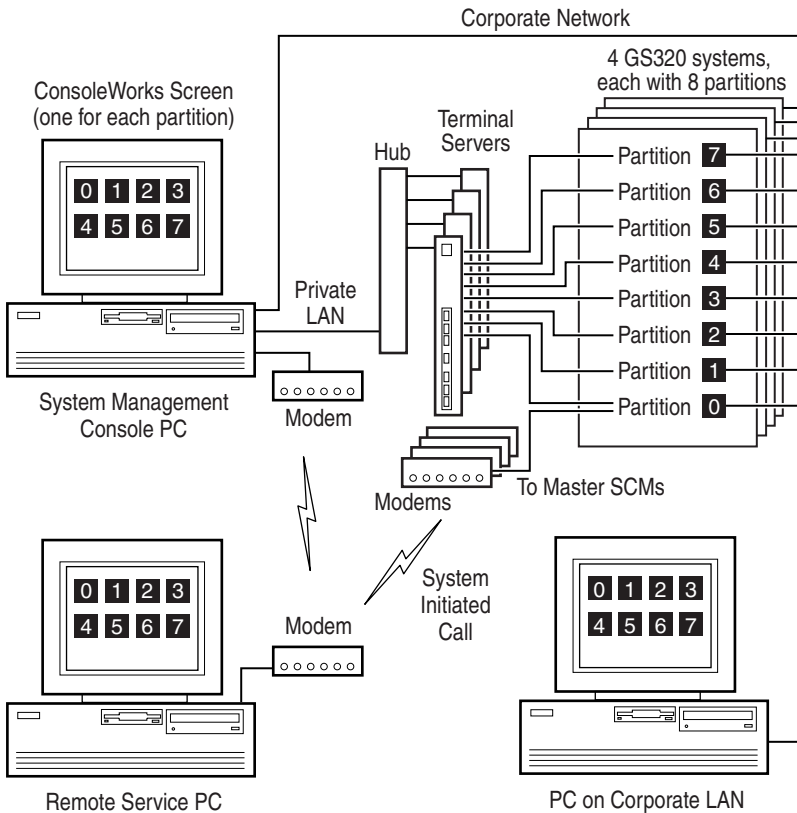 Corporate Network
4 GS320 systems,
each with 8 partitions
ConsoleWorks Screen
(one for each partition)
Terminal
Servers
Hub
0 1 2 3
4 5 6 7
Partition 7
Partition 6
Partition 5
Partition 4
Partition 3
Partition 2
Partition 1
Partition 0
Private
LAN
System Management
Console PC
Modem
Modems
To Master SCMs
System
Initiated
Call
0 1 2 3
4 5 6 7
Modem
0 1 2 3
4 5 6 7
Remote Service PC
PC on Corporate LAN